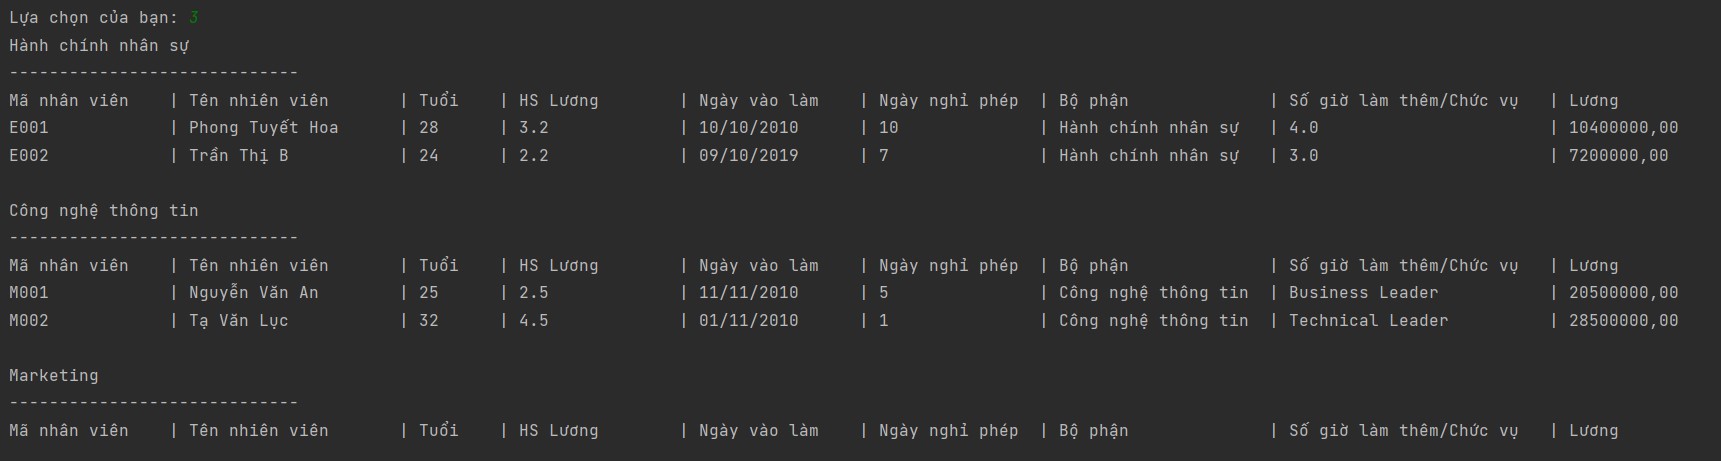 Lựa chọn của bạn: 3
Hành chính nhân sự
-----------------------------
Mã nhân viên    | Tên nhiên viên       | Tuổi    | HS Lương        | Ngày vào làm    | Ngày nghỉ phép  | Bộ phận              | Số giờ làm thêm/Chức vụ   | Lương
E001            | Phong Tuyết Hoa      | 28      | 3.2             | 10/10/2010      | 10              | Hành chính nhân sự   | 4.0                       | 10400000,00
E002            | Trần Thị B           | 24      | 2.2             | 09/10/2019      | 7               | Hành chính nhân sự   | 3.0                       | 7200000,00

Công nghệ thông tin
-----------------------------
Mã nhân viên    | Tên nhiên viên       | Tuổi    | HS Lương        | Ngày vào làm    | Ngày nghỉ phép  | Bộ phận              | Số giờ làm thêm/Chức vụ   | Lương
M001            | Nguyễn Văn An        | 25      | 2.5             | 11/11/2010      | 5               | Công nghệ thông tin  | Business Leader           | 20500000,00
M002            | Tạ Văn Lục           | 32      | 4.5             | 01/11/2010      | 1               | Công nghệ thông tin  | Technical Leader          | 28500000,00

Marketing
-----------------------------
Mã nhân viên    | Tên nhiên viên       | Tuổi    | HS Lương        | Ngày vào làm    | Ngày nghỉ phép  | Bộ phận              | Số giờ làm thêm/Chức vụ   | Lương